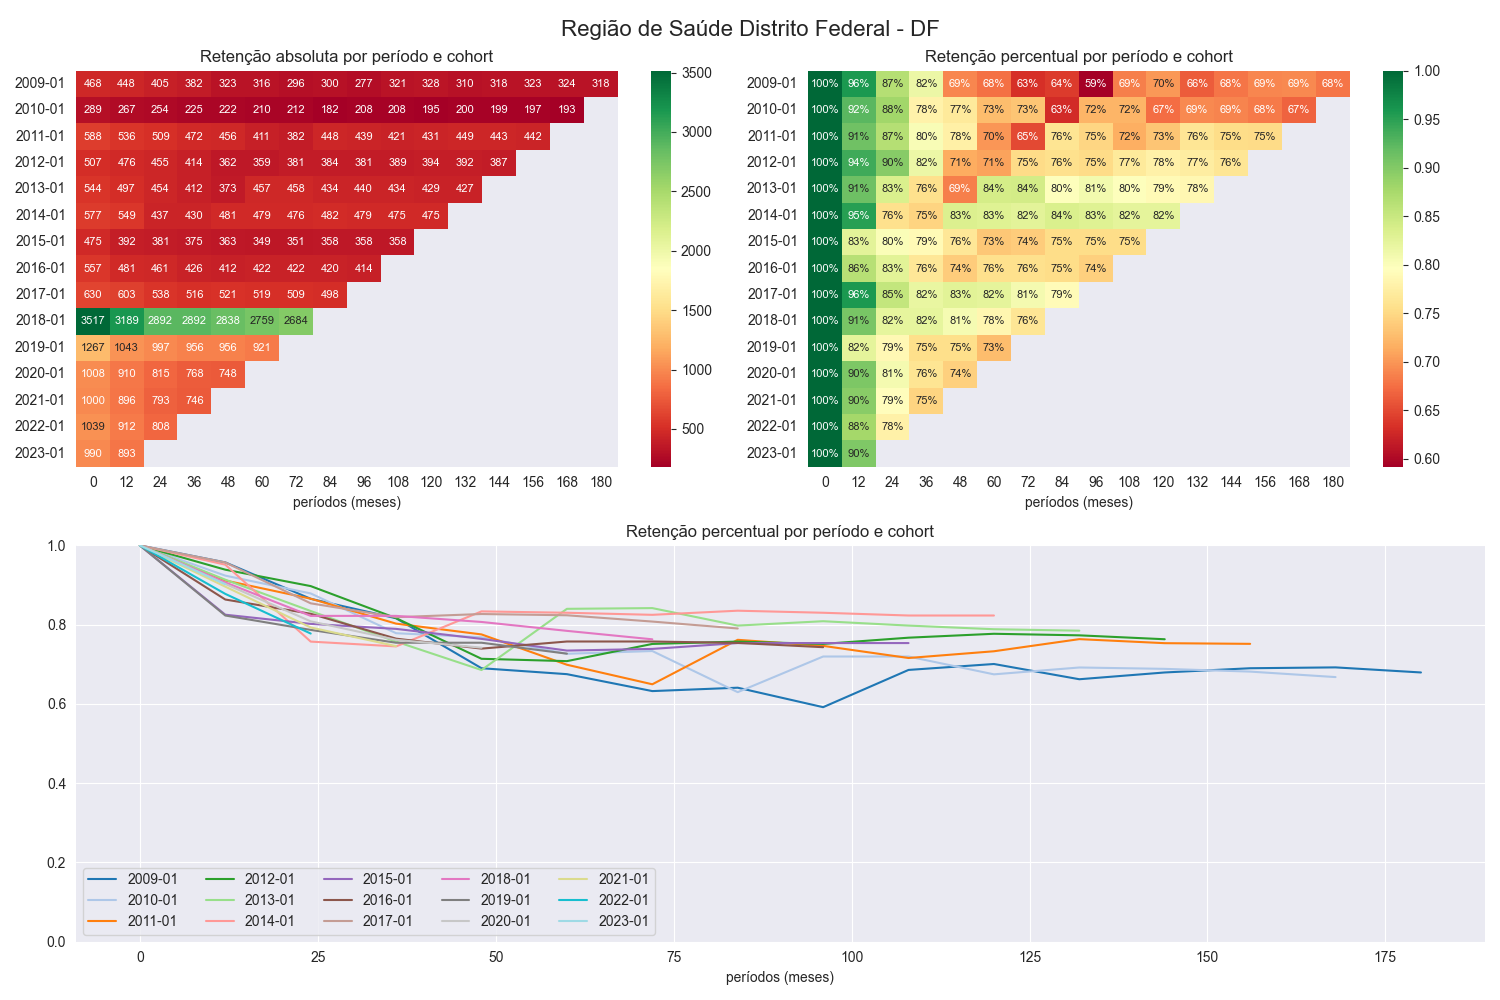 Região de Saúde Distrito Federal - DF
Retenção absoluta por período e cohort
2009-01 468 448 405 382 323 316 296 300 277 321 328 310 318 323 324 318
2010-01 289 267 254 225 222 210 212 182 208 208 195 200 199 197 193
2011-01 588 536 509 472 456 411 382 448 439 421 431 449 443 442
2012-01 507 476 455 414 362 359 381 384 381 389 394 392 387
2013-01 544 497 454 412 373 457 458 434 440 434 429 427
2014-01 577 549 437 430 481 479 476 482 479 475 475
2015-01 475 392 381 375 363 349 351 358 358 358
2016-01 557 481 461 426 412 422 422 420 414
2017-01 630 603 538 516 521 519 509 498
2018-01 3517 3189 2892 2892 2838 2759 2684
2019-01 1267 1043 997 956 956 921
2020-01 1008 910 815 768 748
2021-01 1000 896 793 746
2022-01 1039 912 808
2023-01 990 893
0 12 24 36 48 60 72 84 96 108 120 132 144 156 168 180
períodos (meses)
3500
3000
2500
2000
1500
1000
500
Retenção percentual por período e cohort
2009-01 100% 96% 87% 82% 69% 68% 63% 64% 59% 69% 70% 66% 68% 69% 69% 68%
2010-01 100% 92% 88% 78% 77% 73% 73% 63% 72% 72% 67% 69% 69% 68% 67%
2011-01 100% 91% 87% 80% 78% 70% 65% 76% 75% 72% 73% 76% 75% 75%
2012-01 100% 94% 90% 82% 71% 71% 75% 76% 75% 77% 78% 77% 76%
2013-01 100% 91% 83% 76% 69% 84% 84% 80% 81% 80% 79% 78%
2014-01 100% 95% 76% 75% 83% 83% 82% 84% 83% 82% 82%
2015-01 100% 83% 80% 79% 76% 73% 74% 75% 75% 75%
2016-01 100% 86% 83% 76% 74% 76% 76% 75% 74%
2017-01 100% 96% 85% 82% 83% 82% 81% 79%
2018-01 100% 91% 82% 82% 81% 78% 76%
2019-01 100% 82% 79% 75% 75% 73%
2020-01 100% 90% 81% 76% 74%
2021-01 100% 90% 79% 75%
2022-01 100% 88% 78%
2023-01 100% 90%
0 12 24 36 48 60 72 84 96 108 120 132 144 156 168 180
períodos (meses)
1.00
0.95
0.90
0.85
0.80
0.75
0.70
0.65
0.60
Retenção percentual por período e cohort
1.0
0.8
0.6
0.4
0.2
0.0
2009-01 2012-01 2015-01 2018-01 2021-01
2010-01 2013-01 2016-01 2019-01 2022-01
2011-01 2014-01 2017-01 2020-01 2023-01
0 25 50 75 100 125 150 175
períodos (meses)